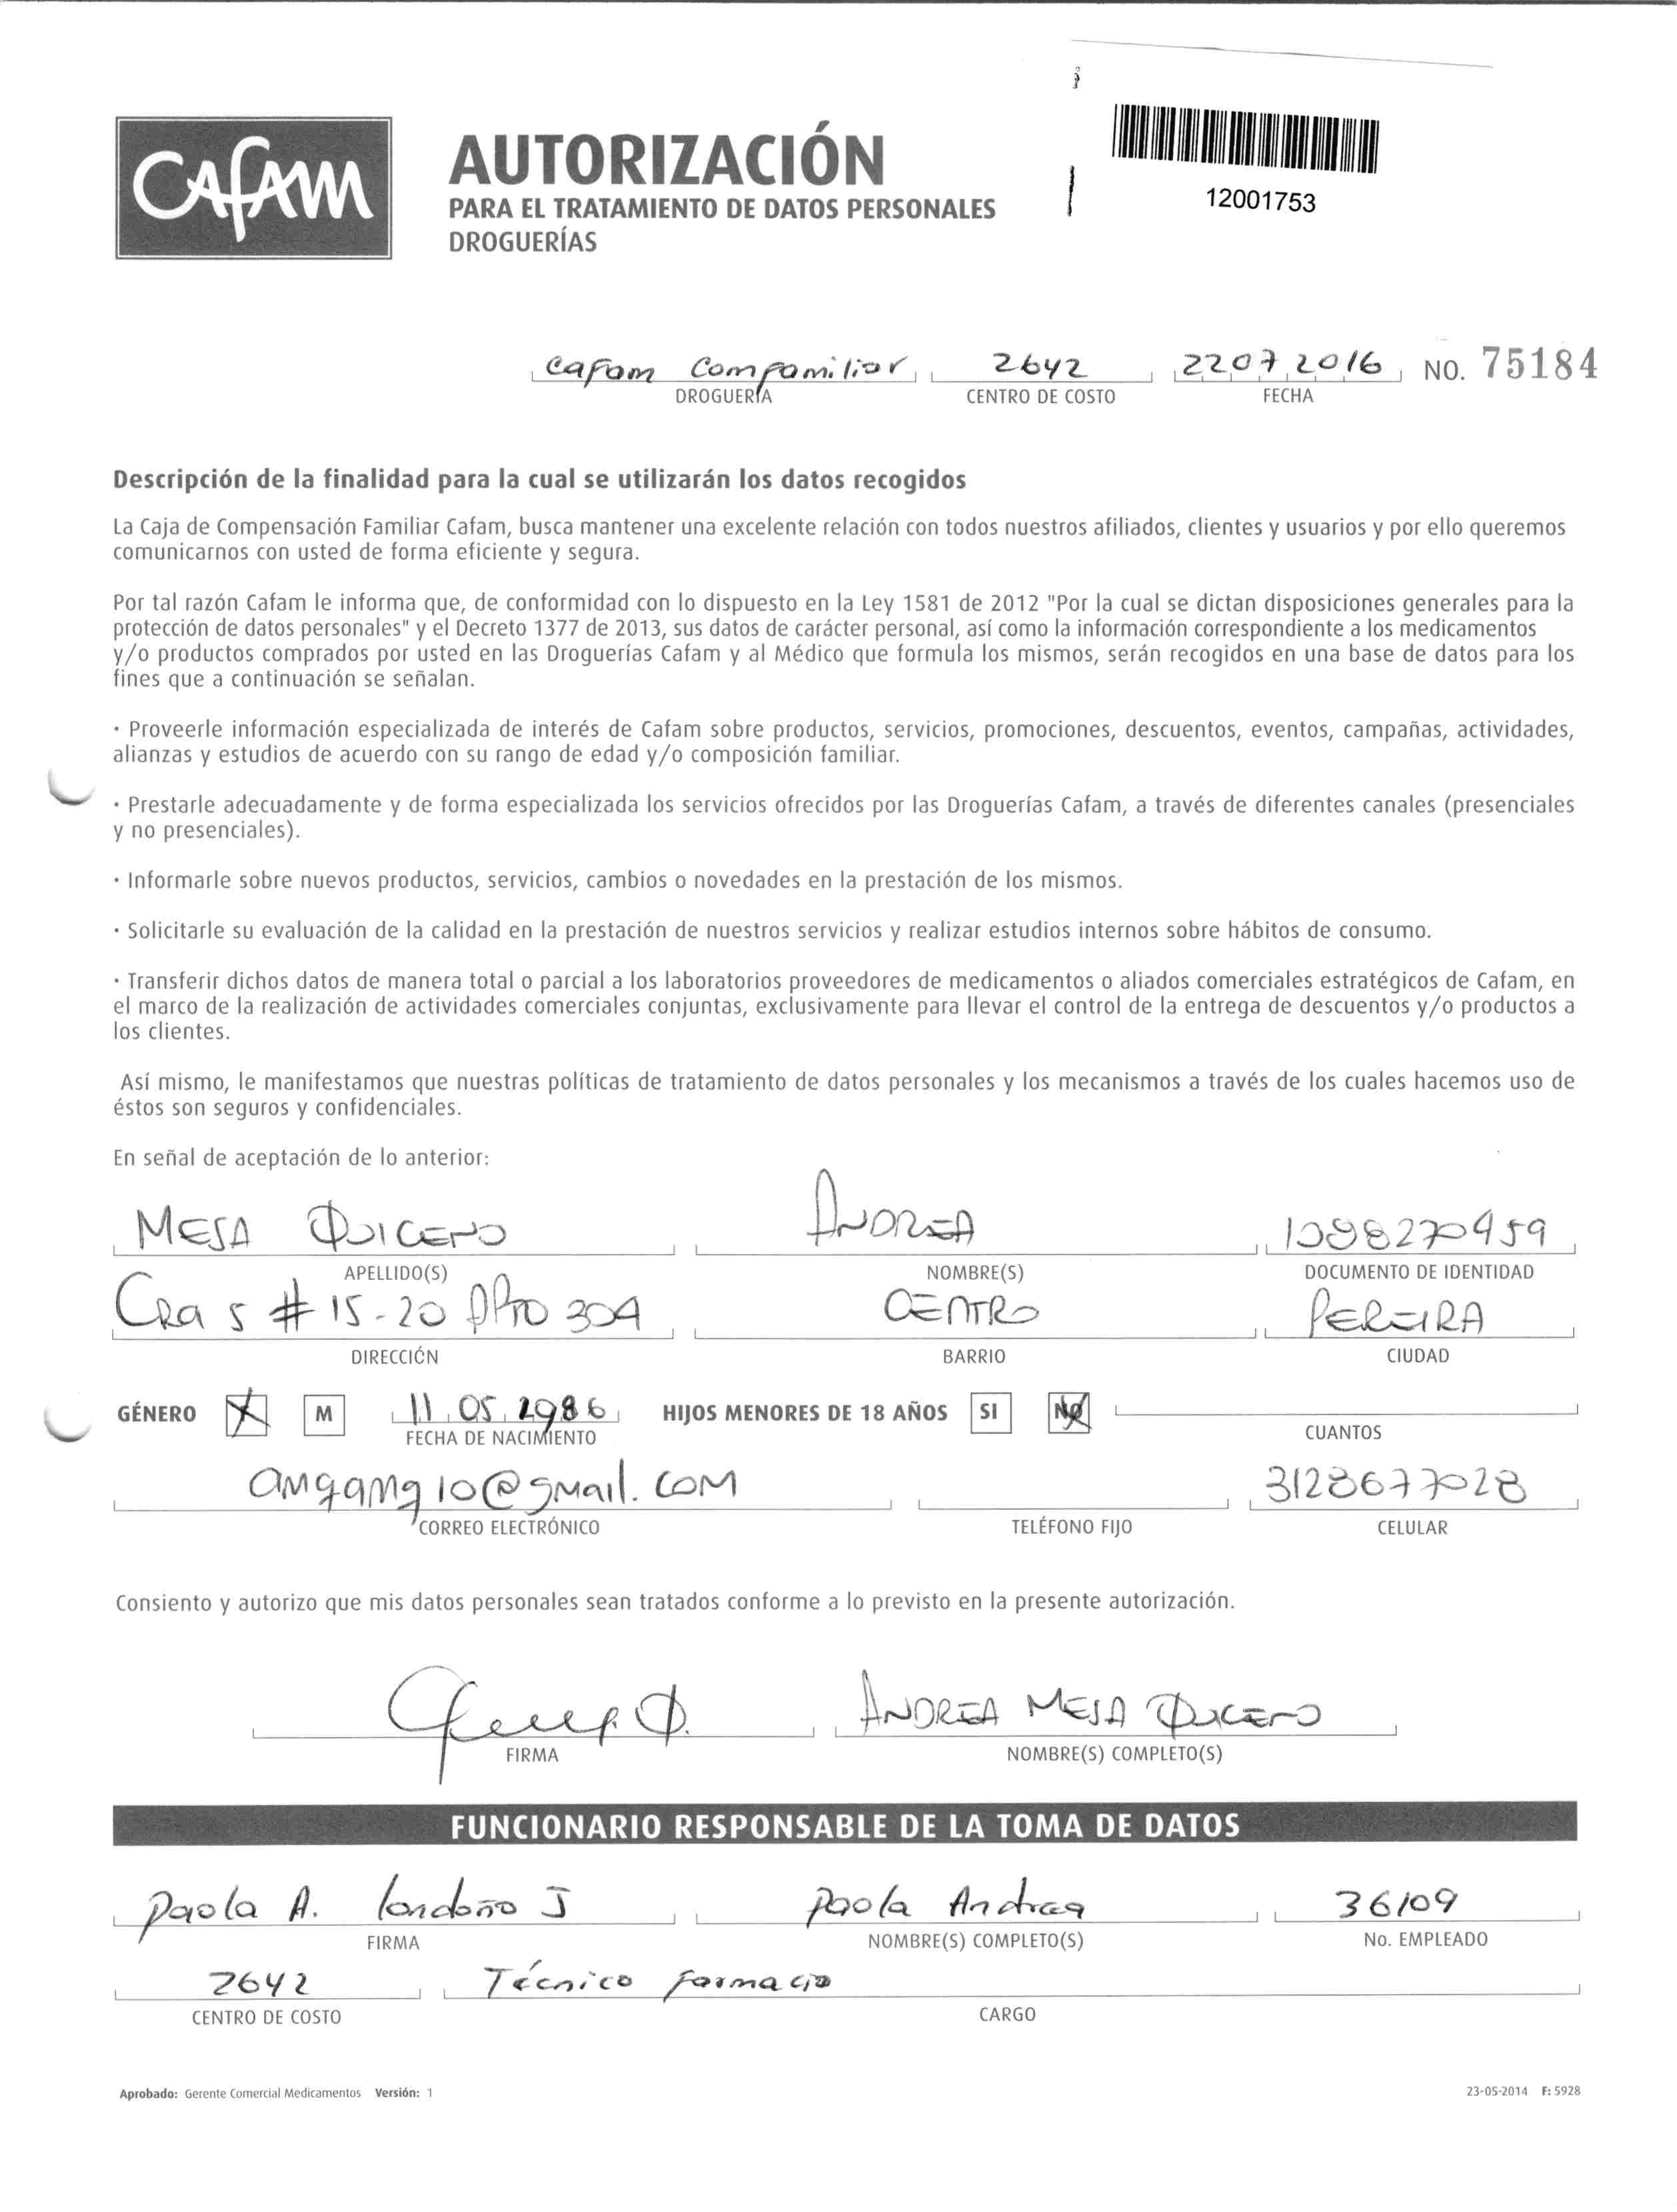 12001753
CAFAM
AUTORIZACIÓN
PARA EL TRATAMIENTO DE DATOS PERSONALES
DROGUERÍAS
Cafam Comfamiliar 2642 22 07 2016 NO. 75184
DROGUERÍA CENTRO DE COSTO FECHA
Descripción de la finalidad para la cual se utilizarán los datos recogidos
La Caja de Compensación Familiar Cafam, busca mantener una excelente relación con todos nuestros afiliados, clientes y usuarios y por ello queremos
comunicarnos con usted de forma eficiente y segura.
Por tal razón Cafam le informa que, de conformidad con lo dispuesto en la Ley 1581 de 2012 "Por la cual se dictan disposiciones generales para la
protección de datos personales" y el Decreto 1377 de 2013, sus datos de carácter personal, así como la información correspondiente a los medicamentos
y/o productos comprados por usted en las Droguerías Cafam y al Médico que formula los mismos, serán recogidos en una base de datos para los
fines que a continuación se señalan.
· Proveerle información especializada de interés de Cafam sobre productos, servicios, promociones, descuentos, eventos, campañas, actividades,
alianzas y estudios de acuerdo con su rango de edad y/o composición familiar.
· Prestarle adecuadamente y de forma especializada los servicios ofrecidos por las Droguerías Cafam, a través de diferentes canales (presenciales
y no presenciales).
· Informarle sobre nuevos productos, servicios, cambios o novedades en la prestación de los mismos.
· Solicitarle su evaluación de la calidad en la prestación de nuestros servicios y realizar estudios internos sobre hábitos de consumo.
· Transferir dichos datos de manera total o parcial a los laboratorios proveedores de medicamentos o aliados comerciales estratégicos de Cafam, en
el marco de la realización de actividades comerciales conjuntas, exclusivamente para llevar el control de la entrega de descuentos y/o productos a
los clientes.
Así mismo, le manifestamos que nuestras políticas de tratamiento de datos personales y los mecanismos a través de los cuales hacemos uso de
éstos son seguros y confidenciales.
En señal de aceptación de lo anterior:
MESA QUICENO ANDREA 1088270959
APELLIDO(S) NOMBRE(S) DOCUMENTO DE IDENTIDAD
CRa 5 # 15-20 APTO 304 CENTRO PEREIRA
DIRECCIÓN BARRIO CIUDAD
GÉNERO M 11 05 1986 HIJOS MENORES DE 18 AÑOS SI NO
FECHA DE NACIMIENTO CUANTOS
amqamq10@gmail.com 3128677028
CORREO ELECTRÓNICO TELÉFONO FIJO CELULAR
Consiento y autorizo que mis datos personales sean tratados conforme a lo previsto en la presente autorización.
ANDREA MESA QUICENO
FIRMA NOMBRE(S) COMPLETO(S)
FUNCIONARIO RESPONSABLE DE LA TOMA DE DATOS
Paola A. Londoño J Paola Andrea 36109
FIRMA NOMBRE(S) COMPLETO(S) No. EMPLEADO
2642 Técnico farmacia
CENTRO DE COSTO CARGO
Aprobado: Gerente Comercial Medicamentos Versión: 1 23-05-2014 F: 5928